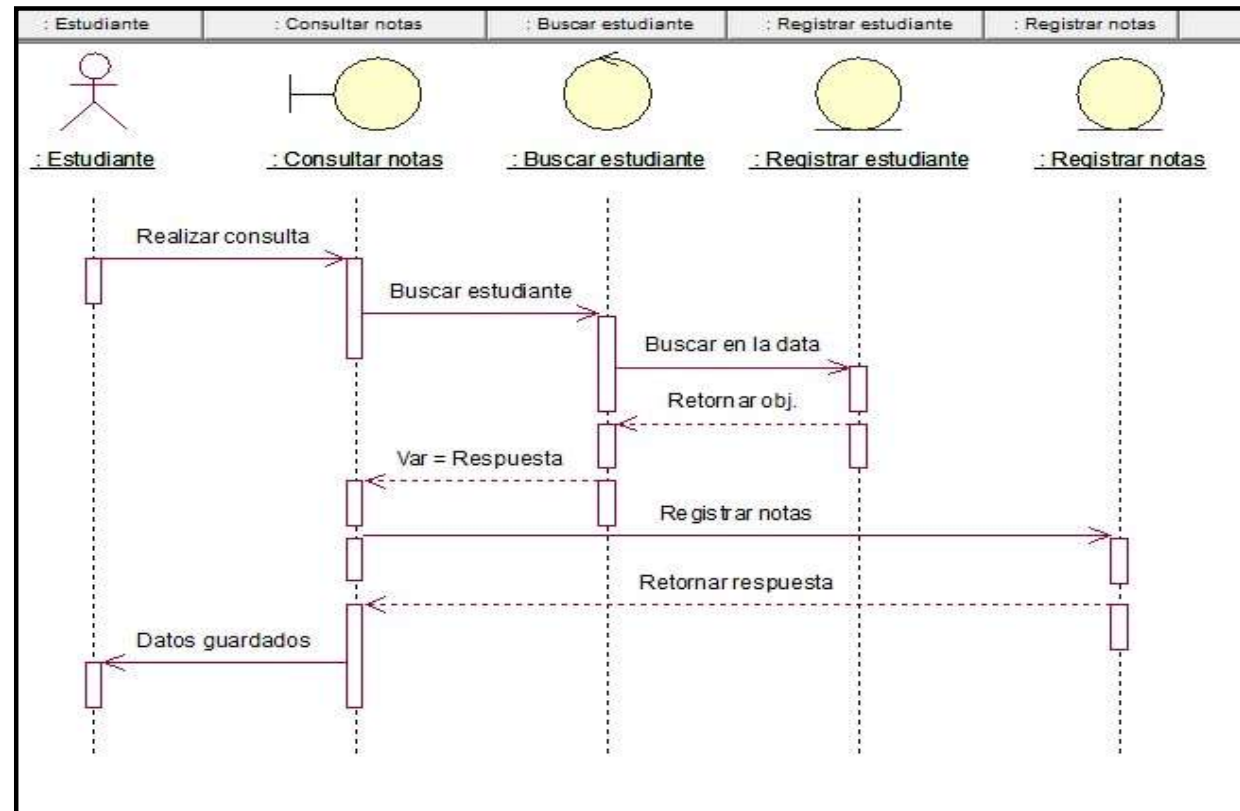 : Estudiante : Consultar notas : Buscar estudiante : Registrar estudiante : Registrar notas
: Estudiante : Consultar notas : Buscar estudiante : Registrar estudiante : Registrar notas
Realizar consulta
Buscar estudiante
Buscar en la data
Retornar obj.
Var = Respuesta
Registrar notas
Retornar respuesta
Datos guardados